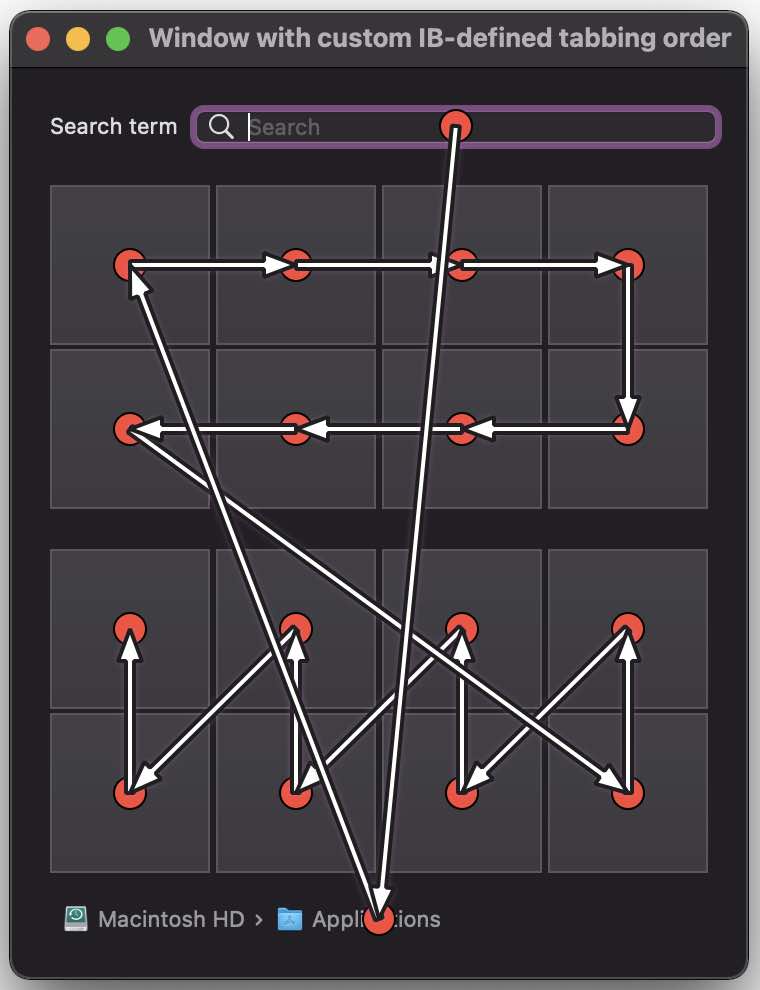 Window with custom IB-defined tabbing order
Search term
Search
Macintosh HD › Applications